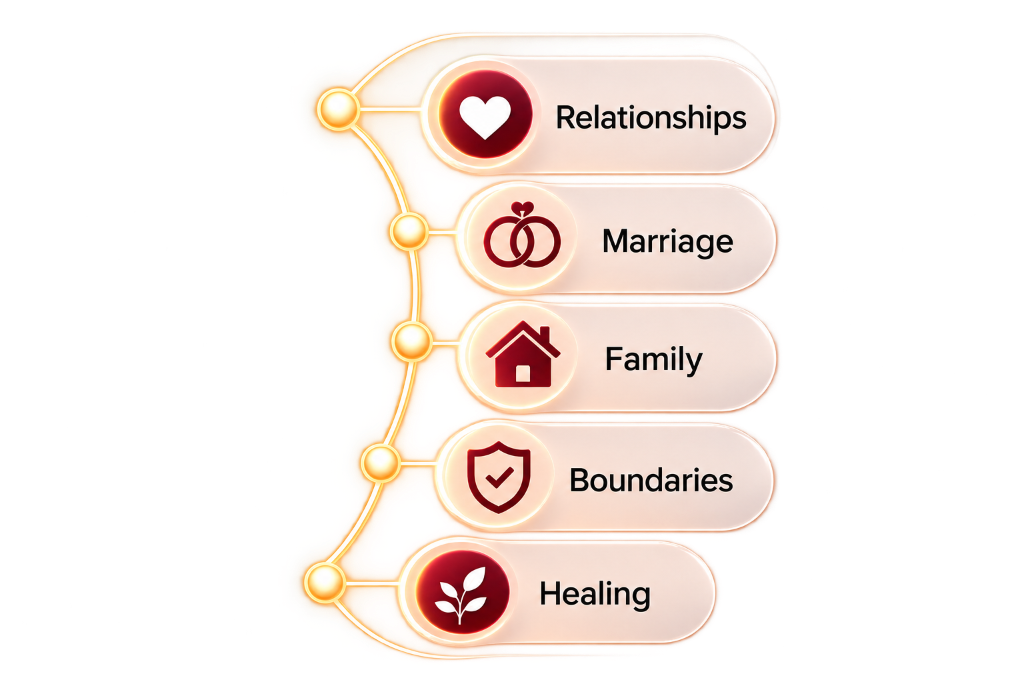 Relationships
Marriage
Family
Boundaries
Healing